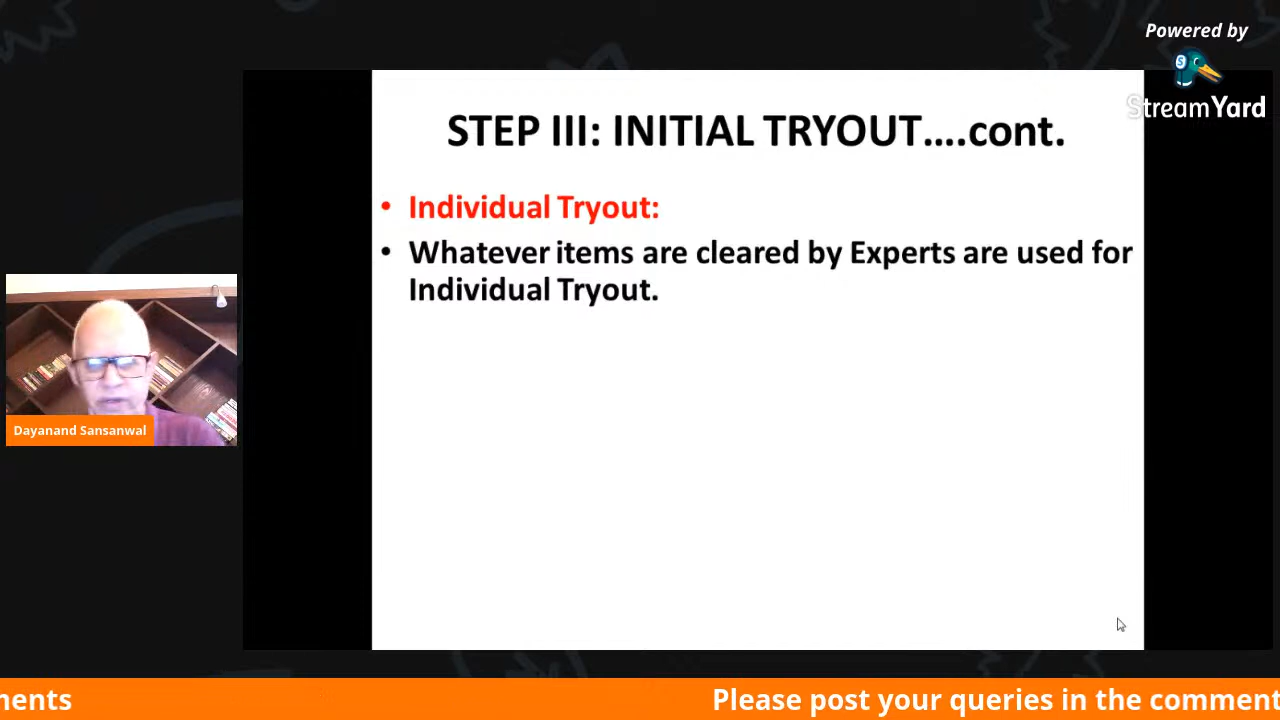 Powered by
StreamYard
STEP III: INITIAL TRYOUT....cont.
• Individual Tryout:
• Whatever items are cleared by Experts are used for
Individual Tryout.
Dayanand Sansanwal
Please post your queries in the comment